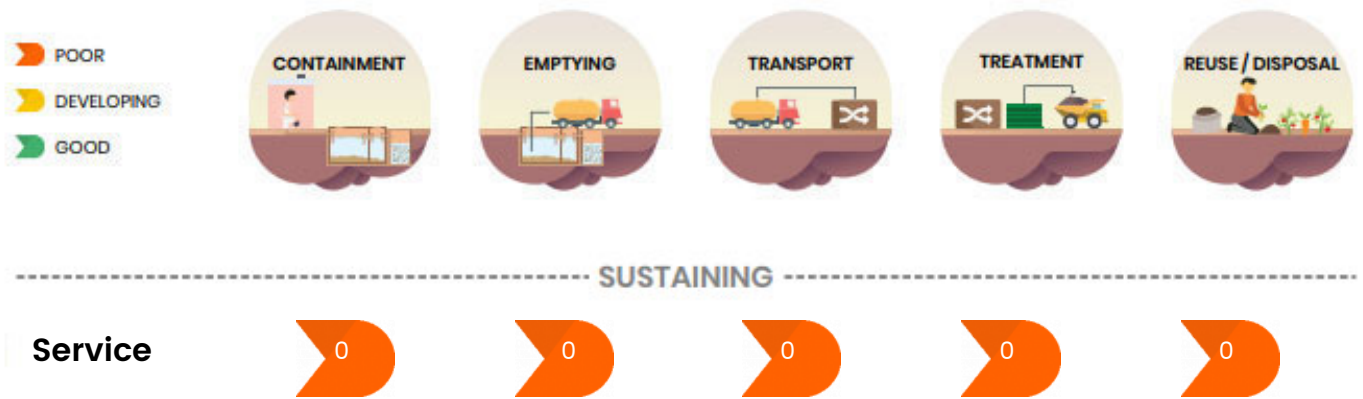 POOR
DEVELOPING
GOOD
CONTAINMENT
EMPTYING
TRANSPORT
TREATMENT
REUSE / DISPOSAL
SUSTAINING
Service
0
0
0
0
0